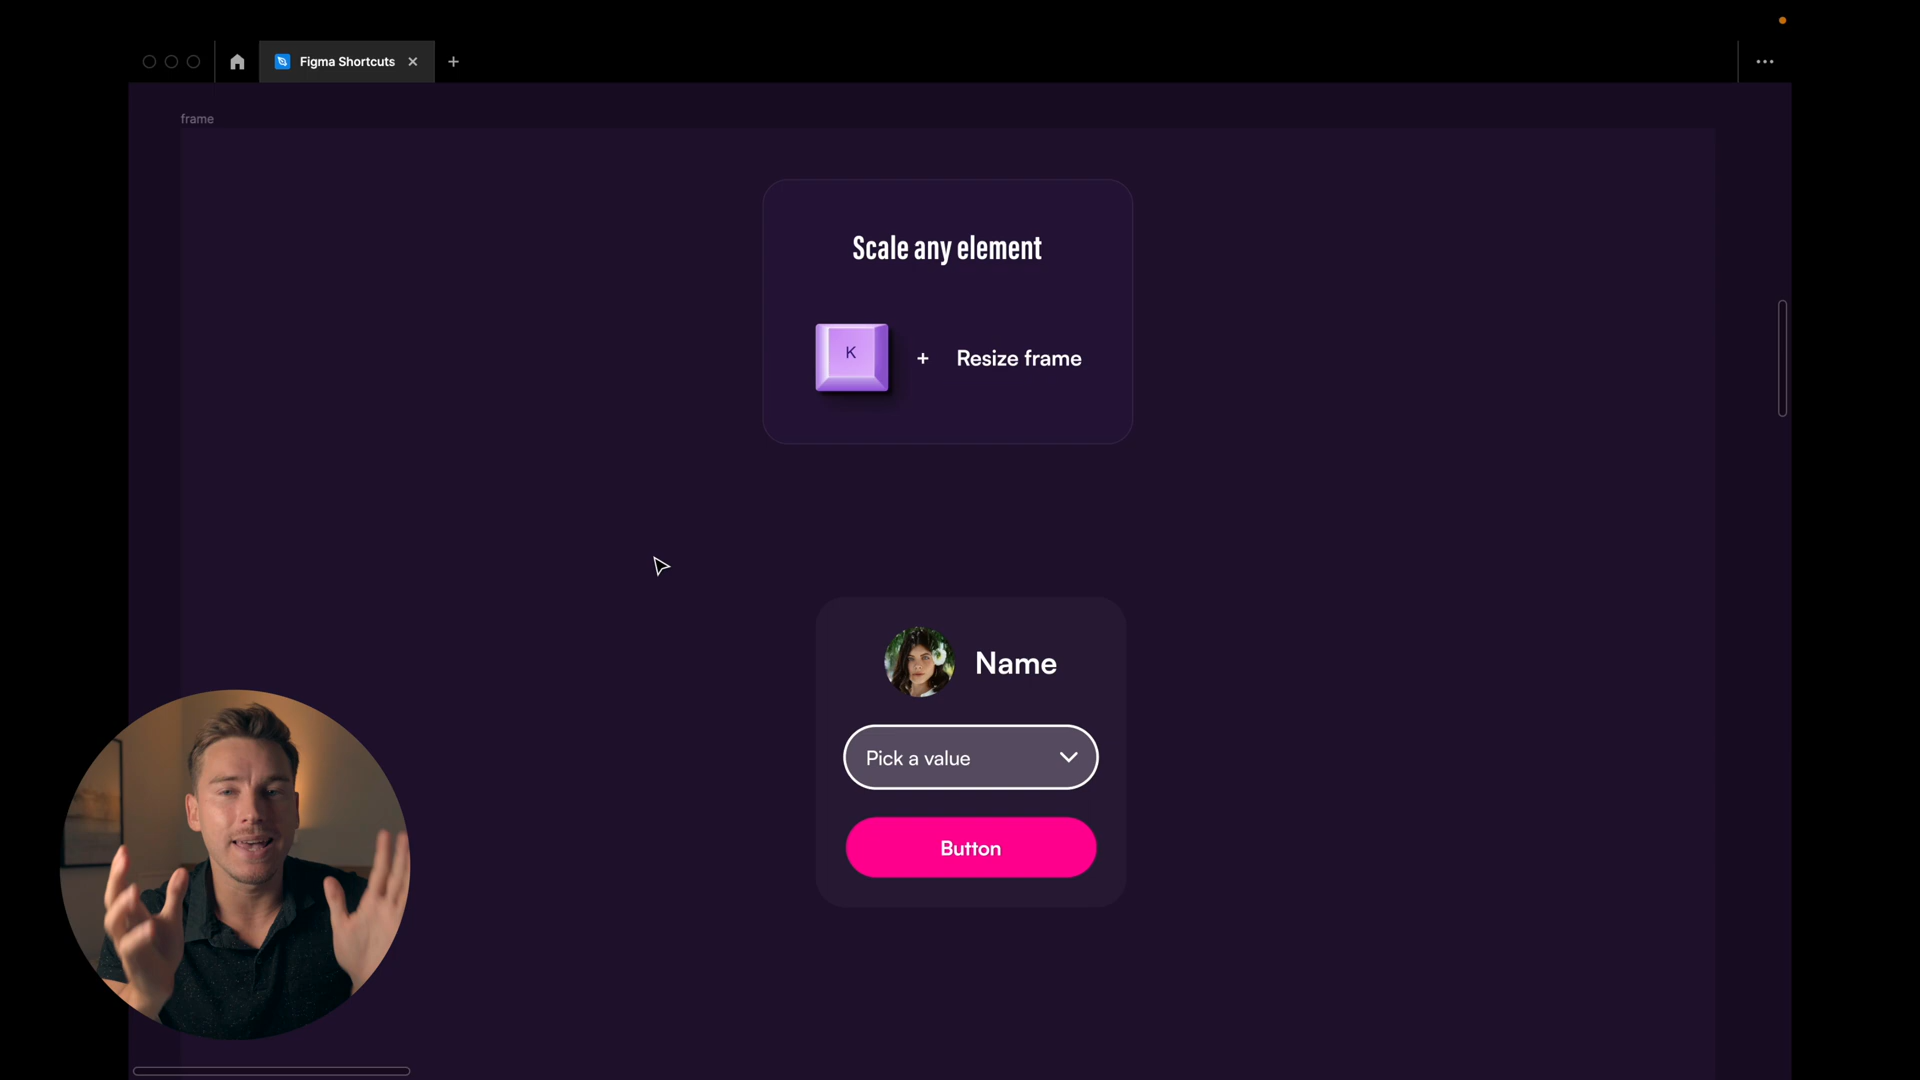 Figma Shortcuts
frame
Scale any element
K + Resize frame
Name
Pick a value
Button